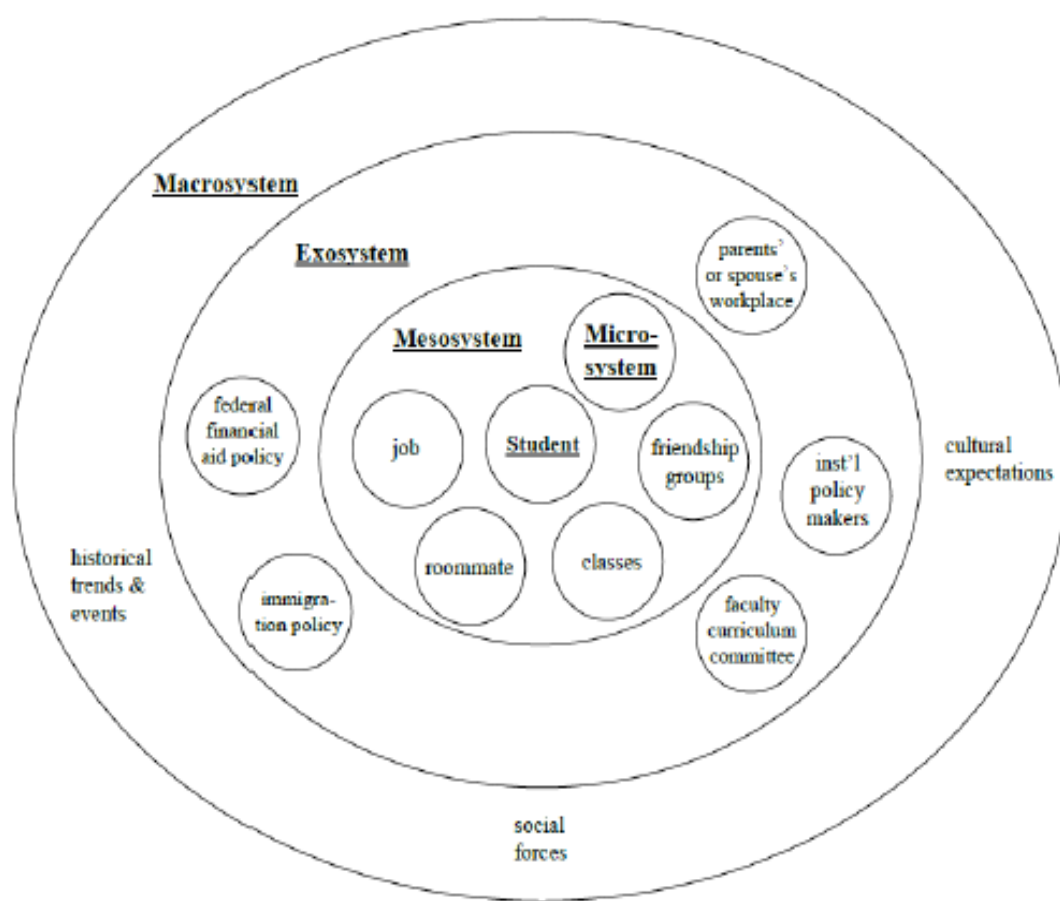 Macrosystem
Exosystem
parents'
or spouse's
workplace
Mesosystem
Micro-
system
federal
financial
aid policy
job
Student
friendship
groups
inst'l
policy
makers
cultural
expectations
historical
trends &
events
immigra-
tion policy
roommate
classes
faculty
curriculum
committee
social
forces